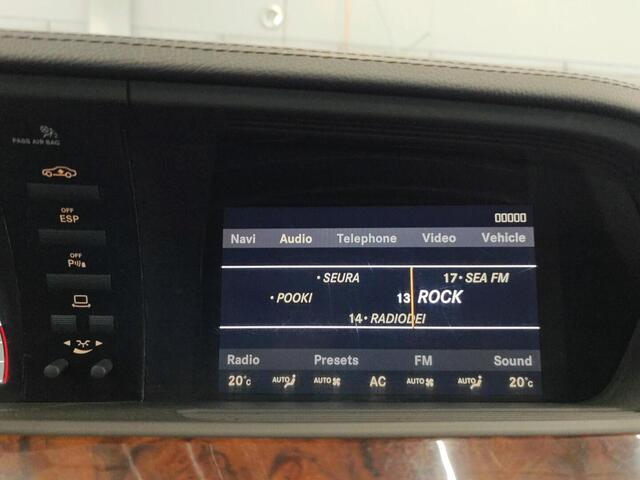 PASS AIR BAG
OFF
ESP
OFF
P
00000
Navi Audio Telephone Video Vehicle
• SEURA 17• SEA FM
• POOKI 13 ROCK
14• RADIODEI
Radio Presets FM Sound
20°C AUTO AUTO AC AUTO AUTO 20°C